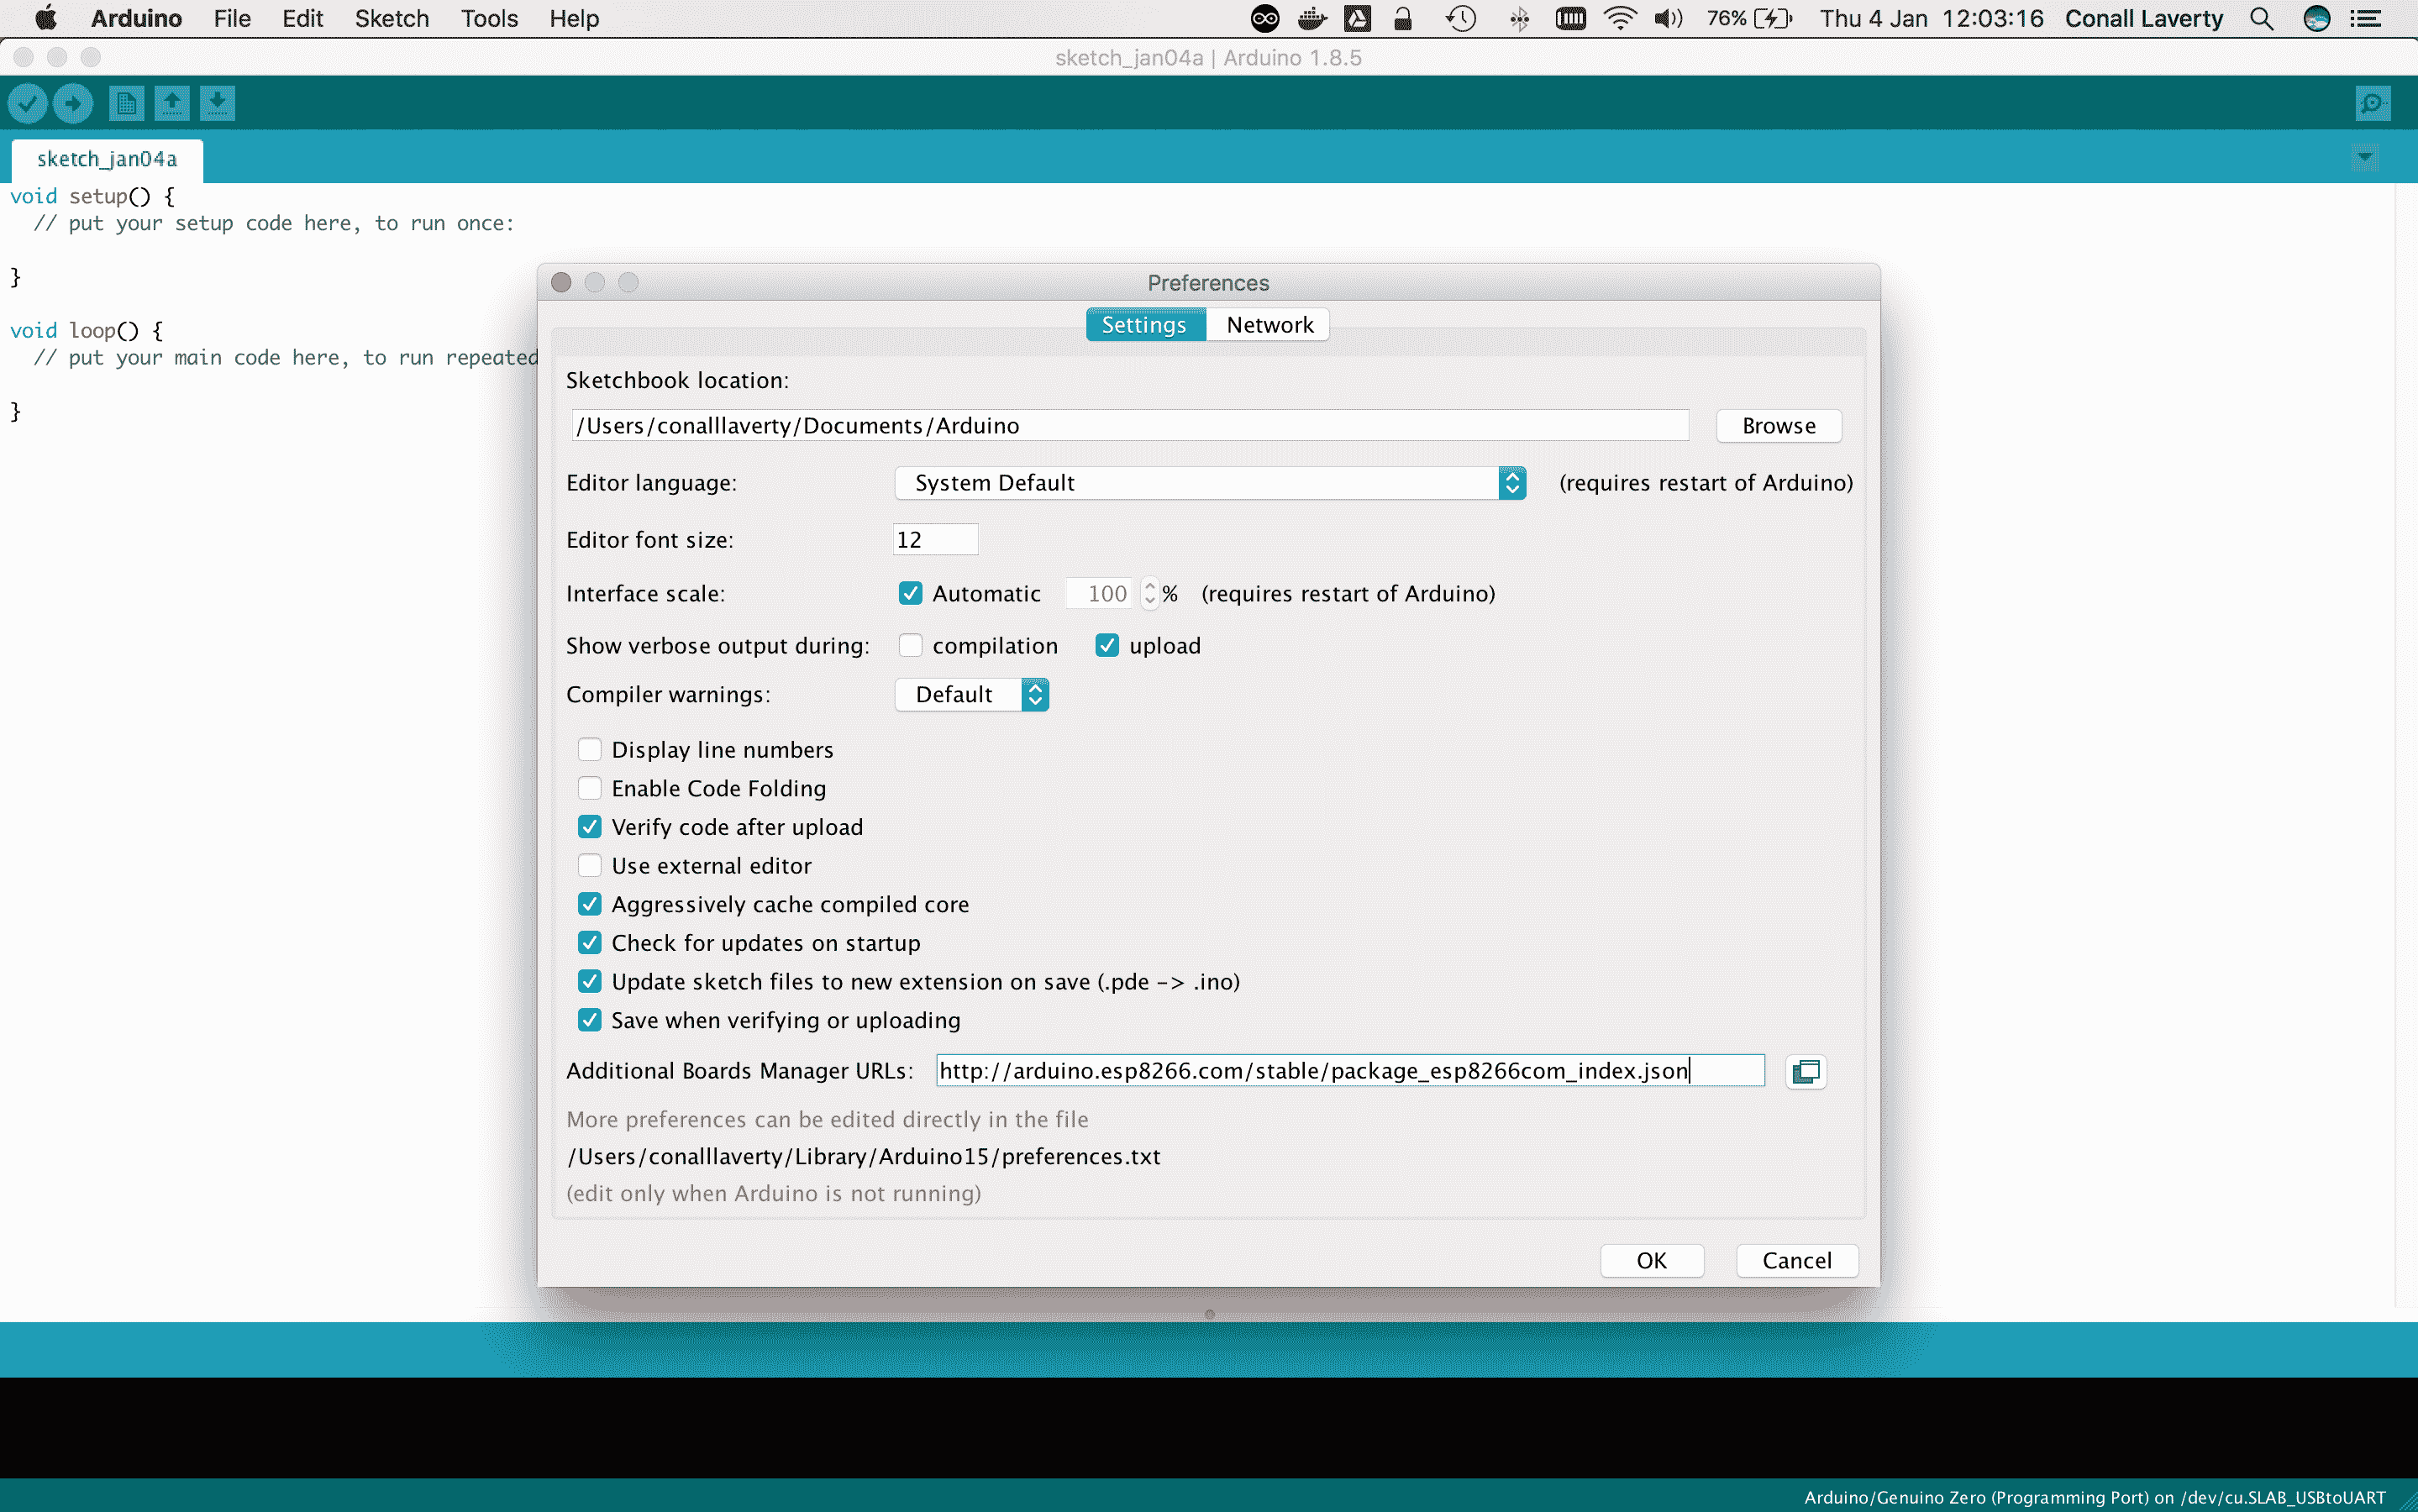 Arduino File Edit Sketch Tools Help 76% Thu 4 Jan 12:03:16 Conall Laverty
sketch_jan04a | Arduino 1.8.5
sketch_jan04a
void setup() {
// put your setup code here, to run once:
}
void loop() {
// put your main code here, to run repeated
}
Preferences
Settings Network
Sketchbook location:
/Users/conalllaverty/Documents/Arduino Browse
Editor language: System Default (requires restart of Arduino)
Editor font size: 12
Interface scale: Automatic 100 % (requires restart of Arduino)
Show verbose output during: compilation upload
Compiler warnings: Default
Display line numbers
Enable Code Folding
Verify code after upload
Use external editor
Aggressively cache compiled core
Check for updates on startup
Update sketch files to new extension on save (.pde -> .ino)
Save when verifying or uploading
Additional Boards Manager URLs: http://arduino.esp8266.com/stable/package_esp8266com_index.json
More preferences can be edited directly in the file
/Users/conalllaverty/Library/Arduino15/preferences.txt
(edit only when Arduino is not running)
OK Cancel
Arduino/Genuino Zero (Programming Port) on /dev/cu.SLAB_USBtoUART